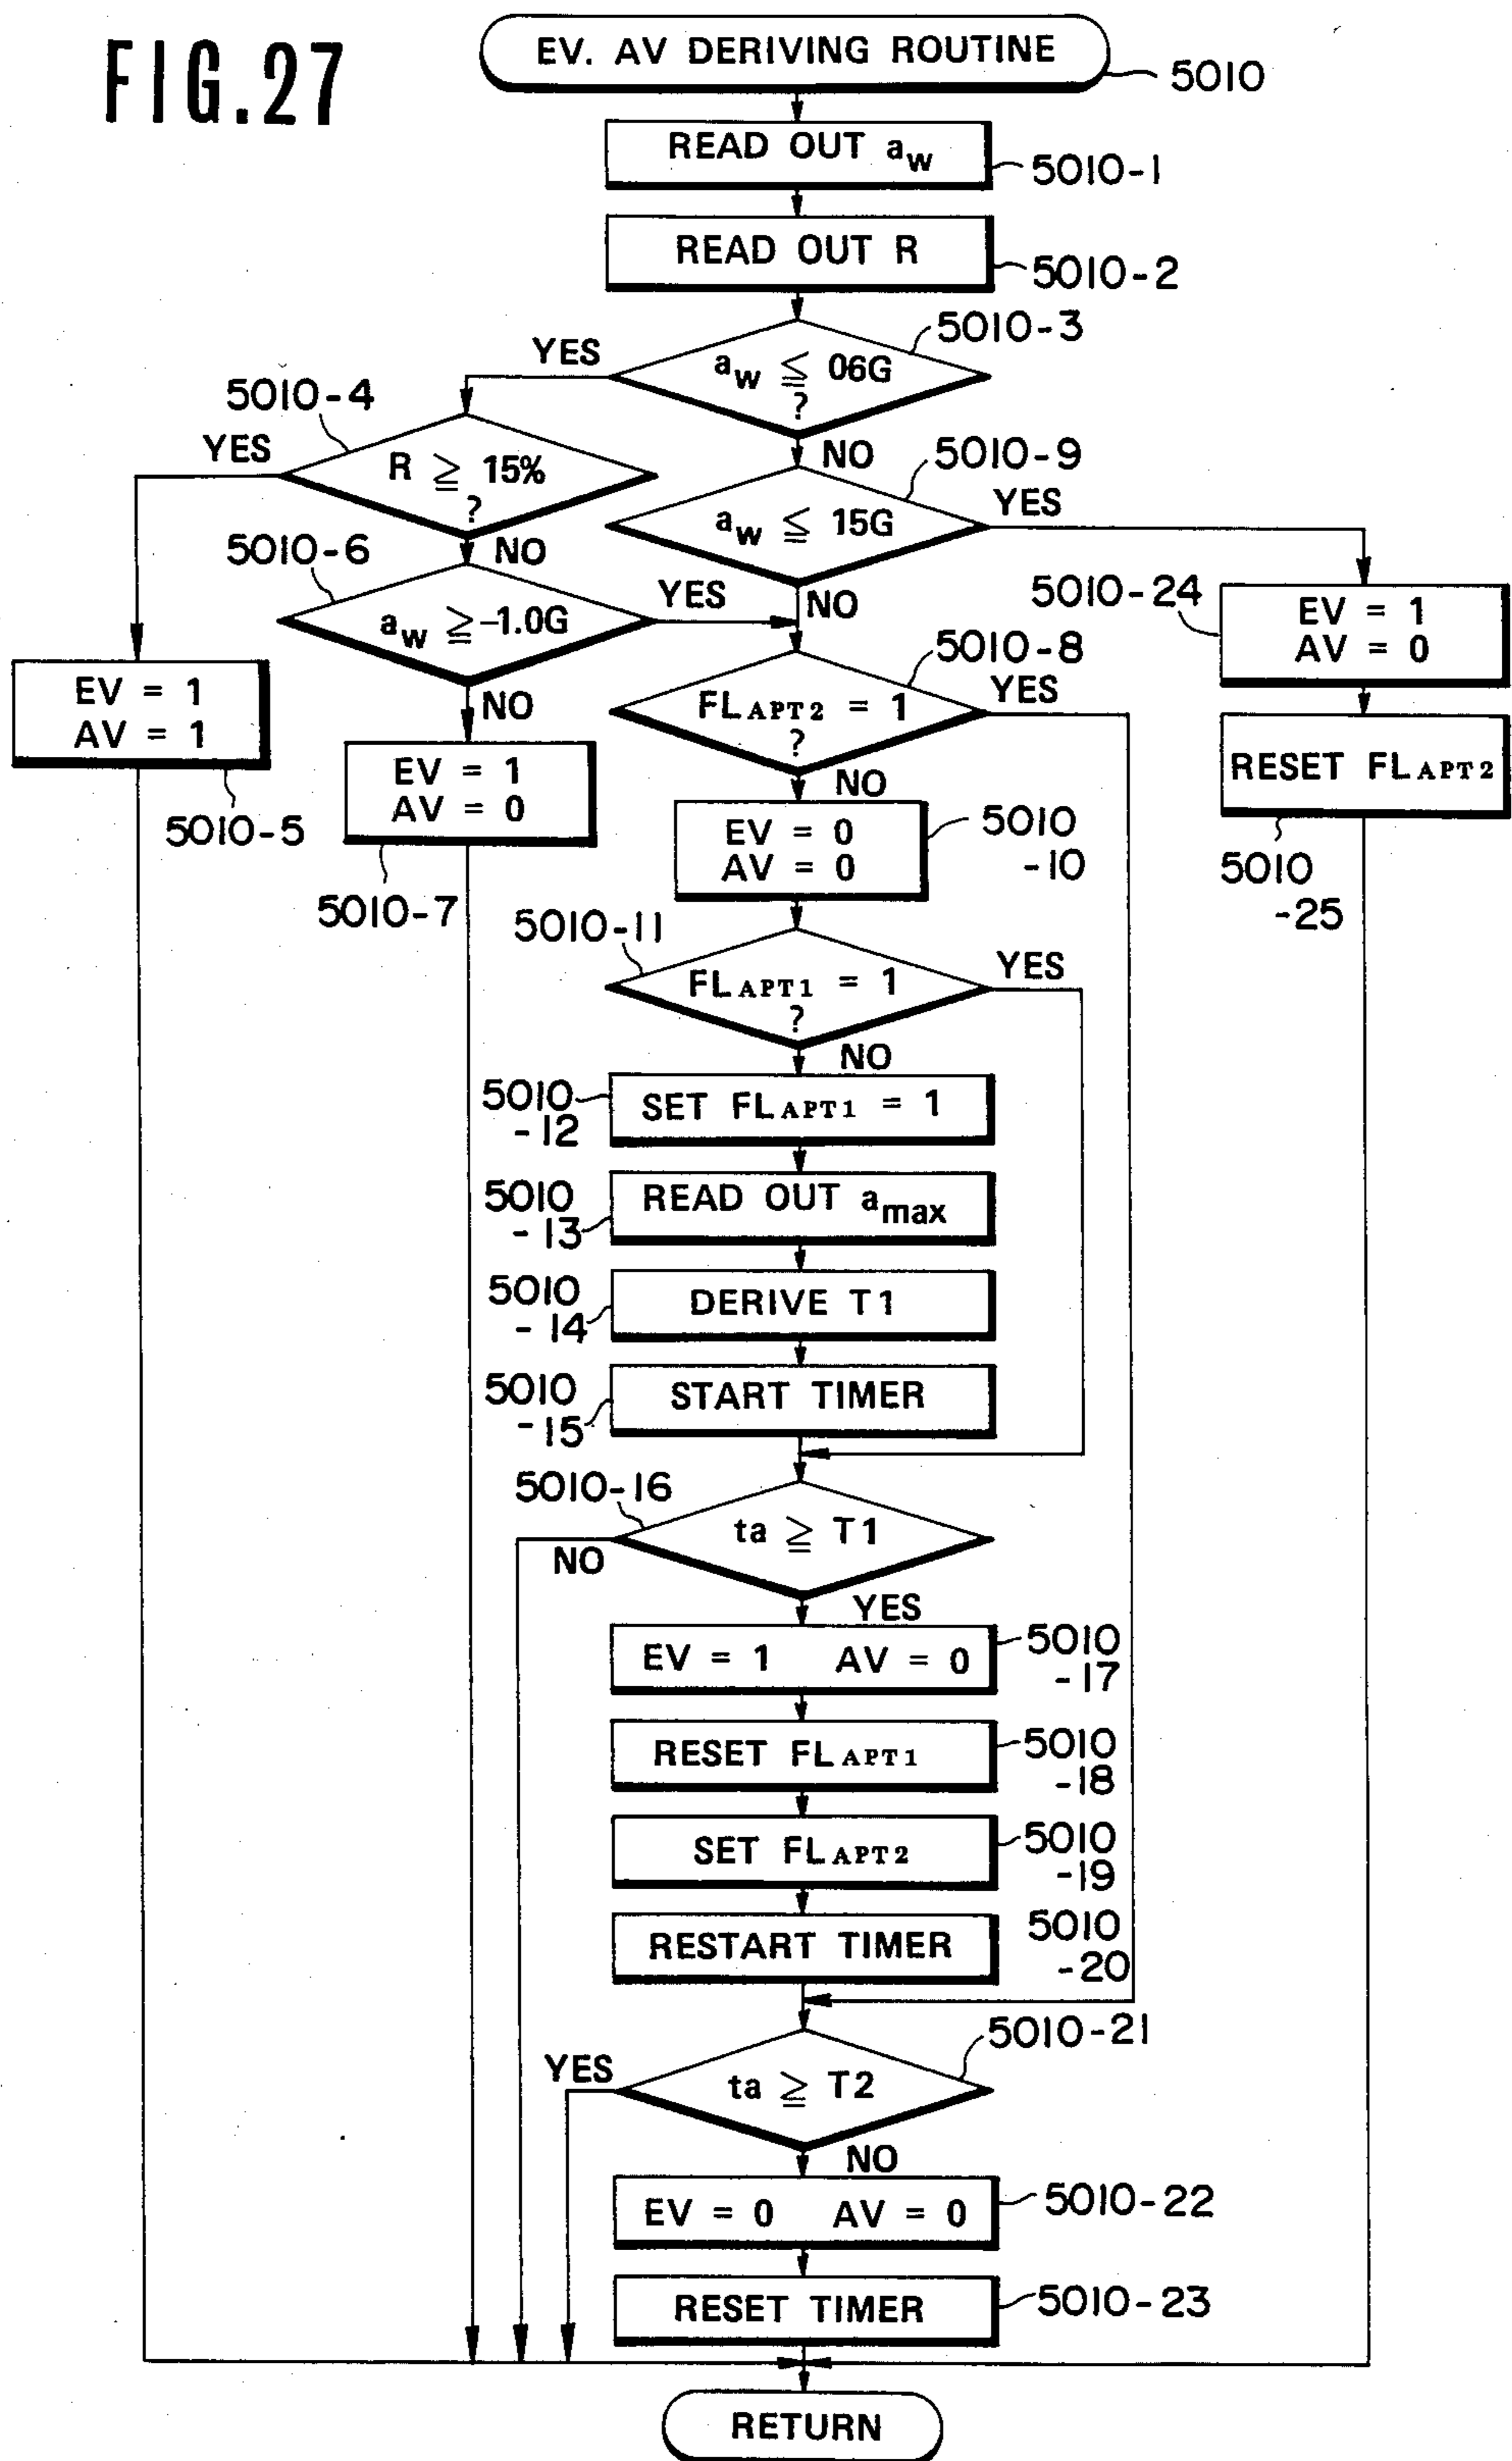 FIG.27
EV. AV DERIVING ROUTINE
5010
READ OUT aw
5010-1
READ OUT R
5010-2
5010-3
YES
aw ≦ 06G
?
5010-4
YES
NO
5010-9
R ≧ 15%
?
YES
aw ≦ 15G
5010-6
NO
YES
NO
5010-24
EV = 1
AV = 0
aw ≧ -1.0G
5010-8
YES
EV = 1
AV = 1
NO
FLAPT2 = 1
?
RESET FLAPT2
EV = 1
AV = 0
NO
5010-5
EV = 0
AV = 0
5010
-10
5010
-25
5010-7
5010-11
YES
FLAPT1 = 1
?
NO
5010
-12
SET FLAPT1 = 1
5010
-13
READ OUT amax
5010
-14
DERIVE T1
5010
-15
START TIMER
5010-16
ta ≧ T1
NO
YES
EV = 1 AV = 0
5010
-17
RESET FLAPT1
5010
-18
SET FLAPT2
5010
-19
RESTART TIMER
5010
-20
5010-21
YES
ta ≧ T2
NO
EV = 0 AV = 0
5010-22
RESET TIMER
5010-23
RETURN